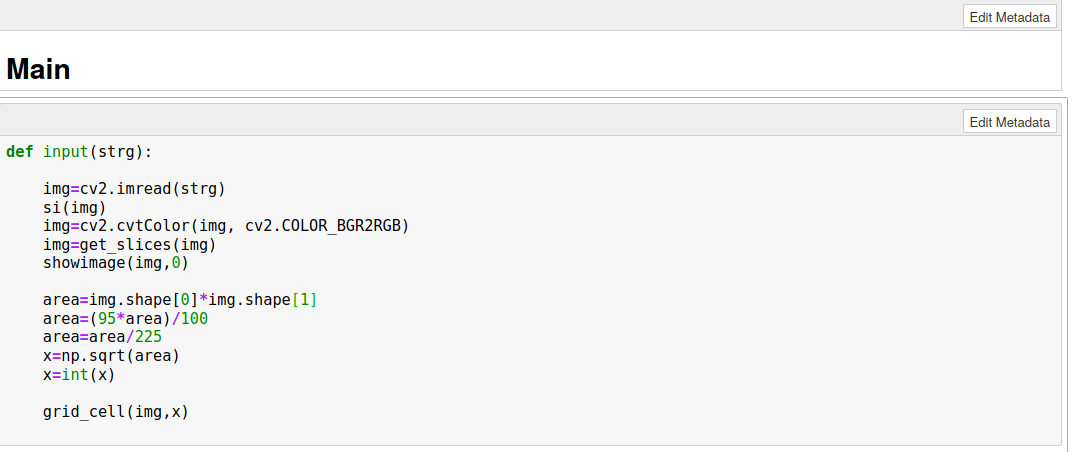 Edit Metadata
Main
Edit Metadata
def input(strg):
    img=cv2.imread(strg)
    si(img)
    img=cv2.cvtColor(img, cv2.COLOR_BGR2RGB)
    img=get_slices(img)
    showimage(img,0)
    area=img.shape[0]*img.shape[1]
    area=(95*area)/100
    area=area/225
    x=np.sqrt(area)
    x=int(x)
    grid_cell(img,x)